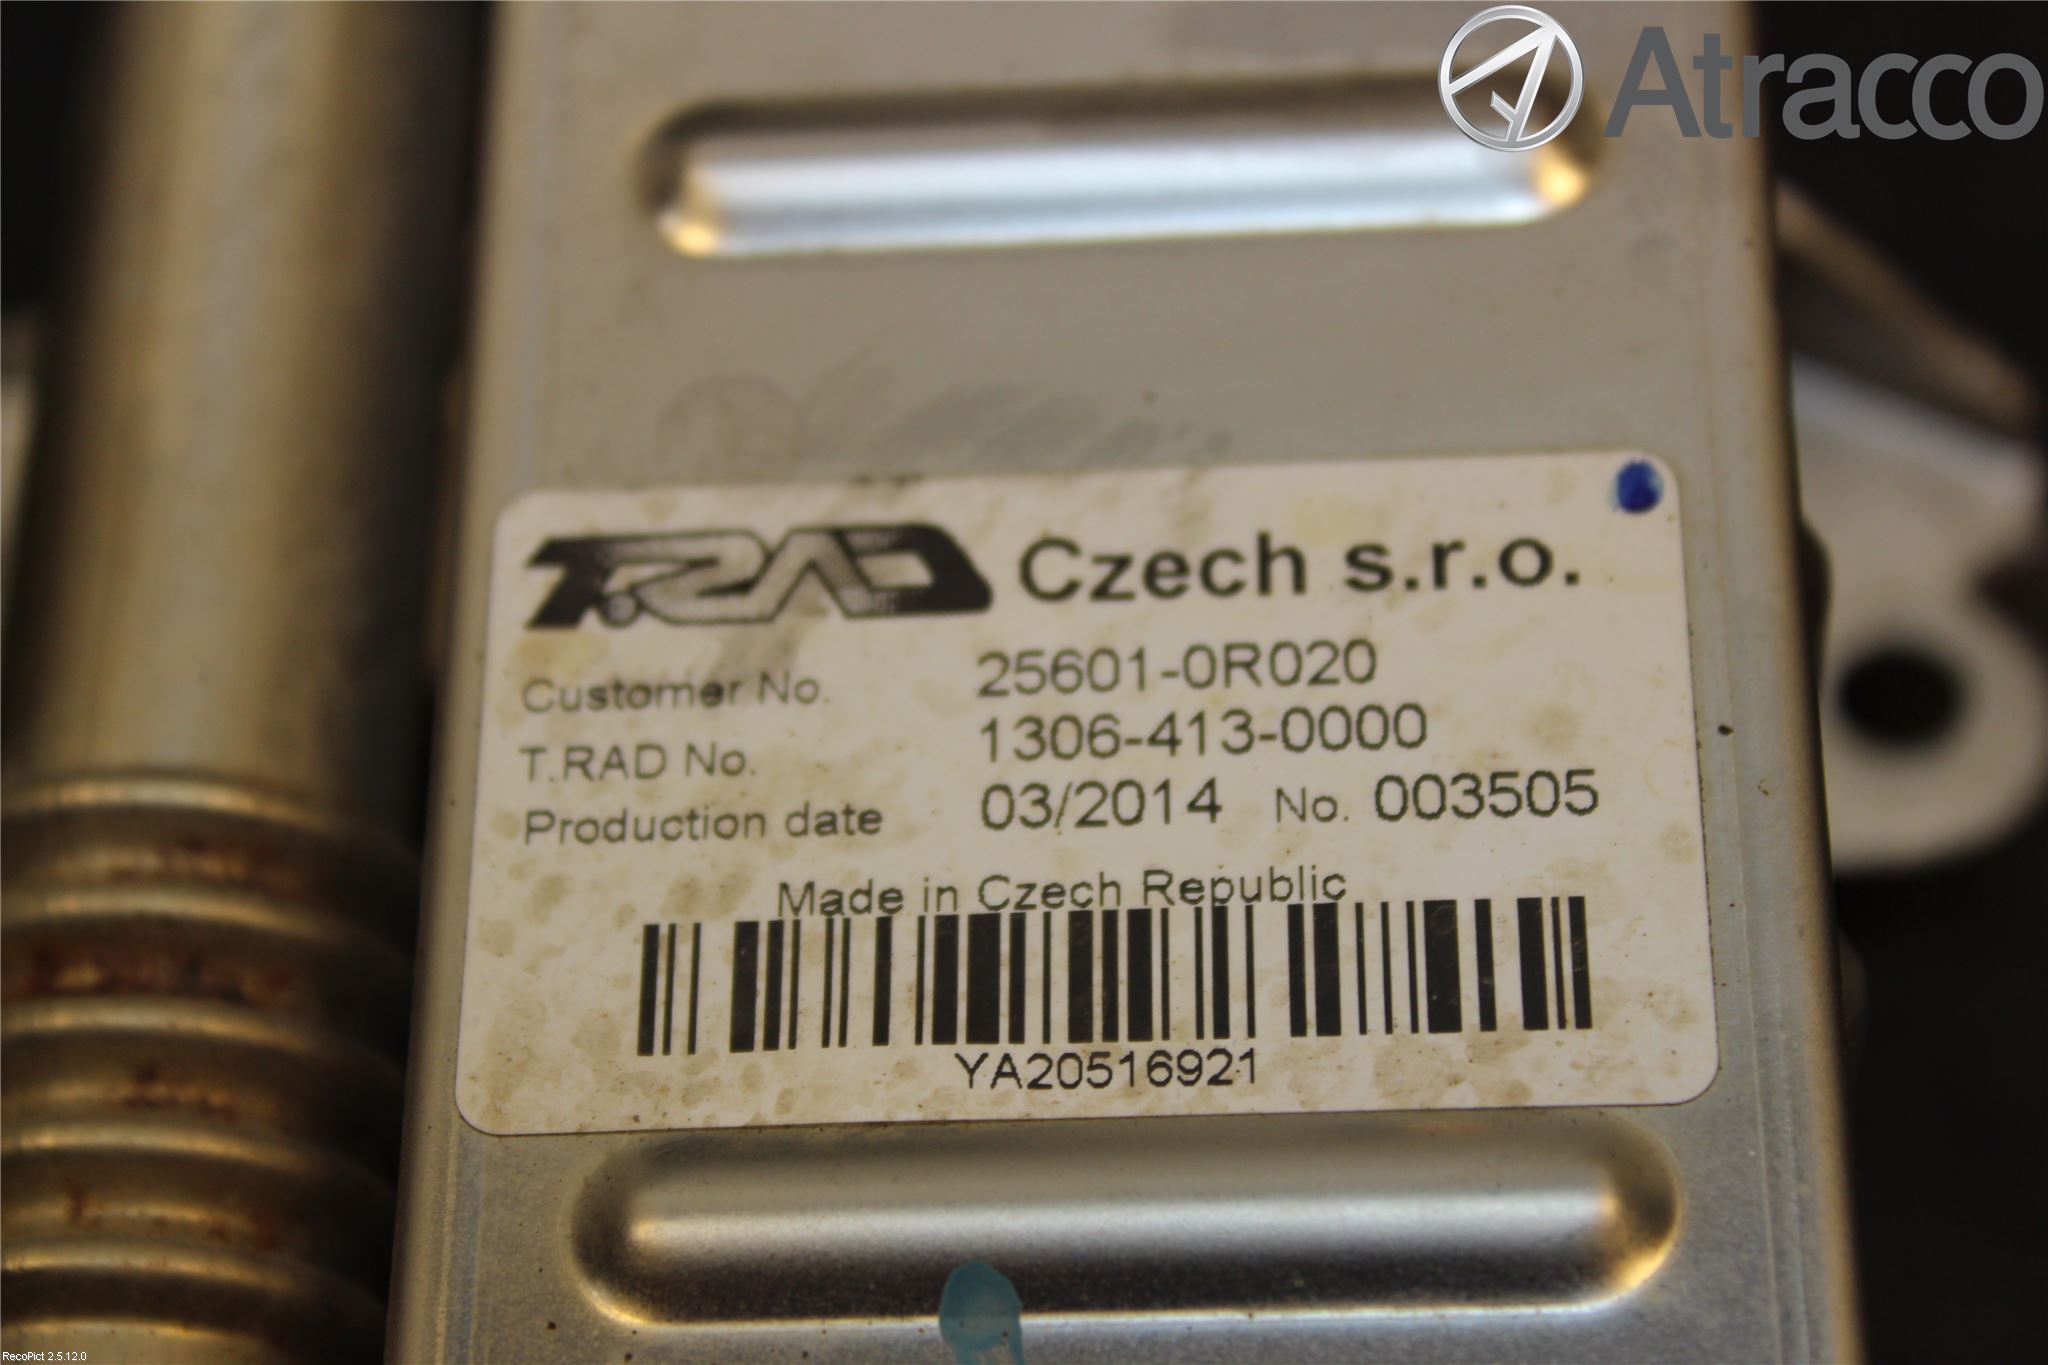 Atracco
T.RAD Czech s.r.o.
Customer No. 25601-0R020
T.RAD No. 1306-413-0000
Production date 03/2014 No. 003505
Made in Czech Republic
YA20516921
RecoPict 2.5.12.0